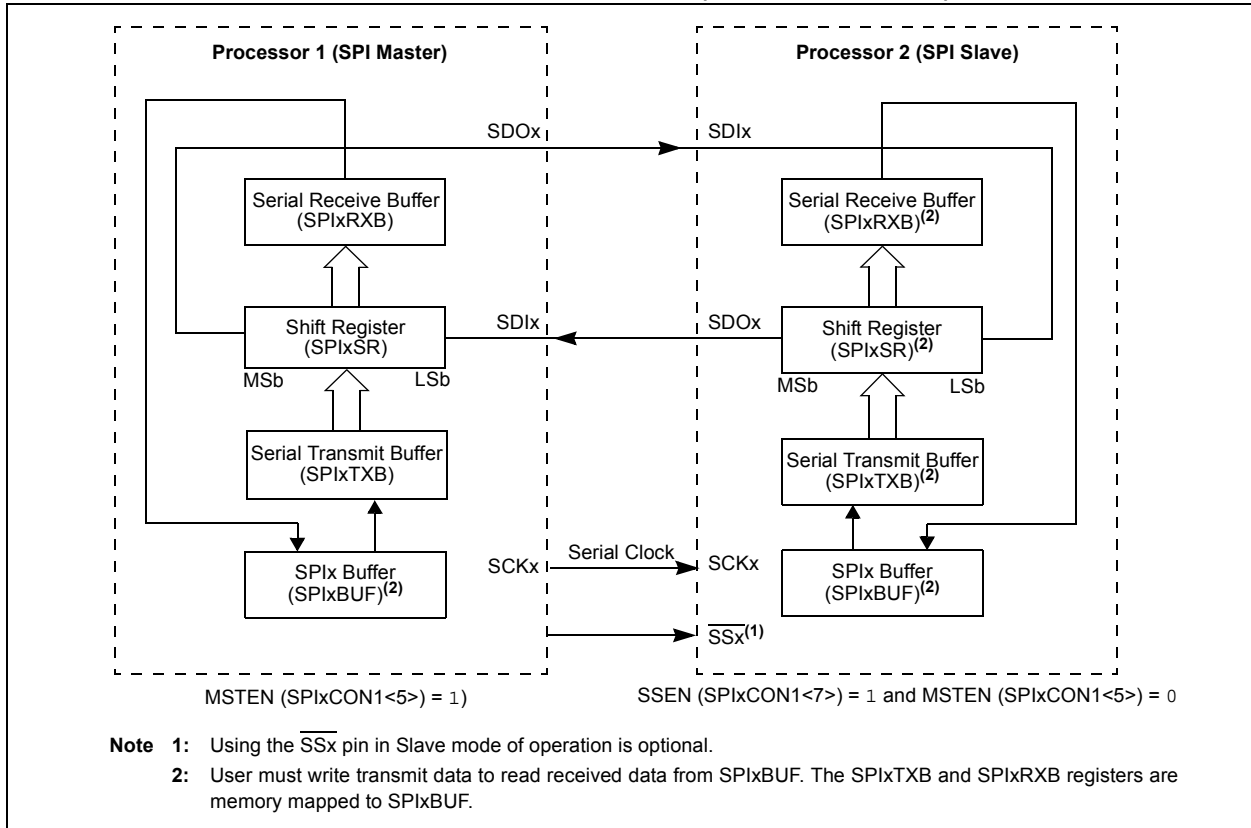 Processor 1 (SPI Master)
Processor 2 (SPI Slave)
SDOx
SDIx
Serial Receive Buffer
(SPIxRXB)
Serial Receive Buffer
(SPIxRXB)(2)
Shift Register
(SPIxSR)
SDIx
SDOx
Shift Register
(SPIxSR)(2)
MSb
LSb
MSb
LSb
Serial Transmit Buffer
(SPIxTXB)
Serial Transmit Buffer
(SPIxTXB)(2)
SPIx Buffer
(SPIxBUF)(2)
SCKx
Serial Clock
SCKx
SPIx Buffer
(SPIxBUF)(2)
SSx(1)
MSTEN (SPIxCON1<5>) = 1)
SSEN (SPIxCON1<7>) = 1 and MSTEN (SPIxCON1<5>) = 0
Note 1: Using the SSx pin in Slave mode of operation is optional.
2: User must write transmit data to read received data from SPIxBUF. The SPIxTXB and SPIxRXB registers are
memory mapped to SPIxBUF.